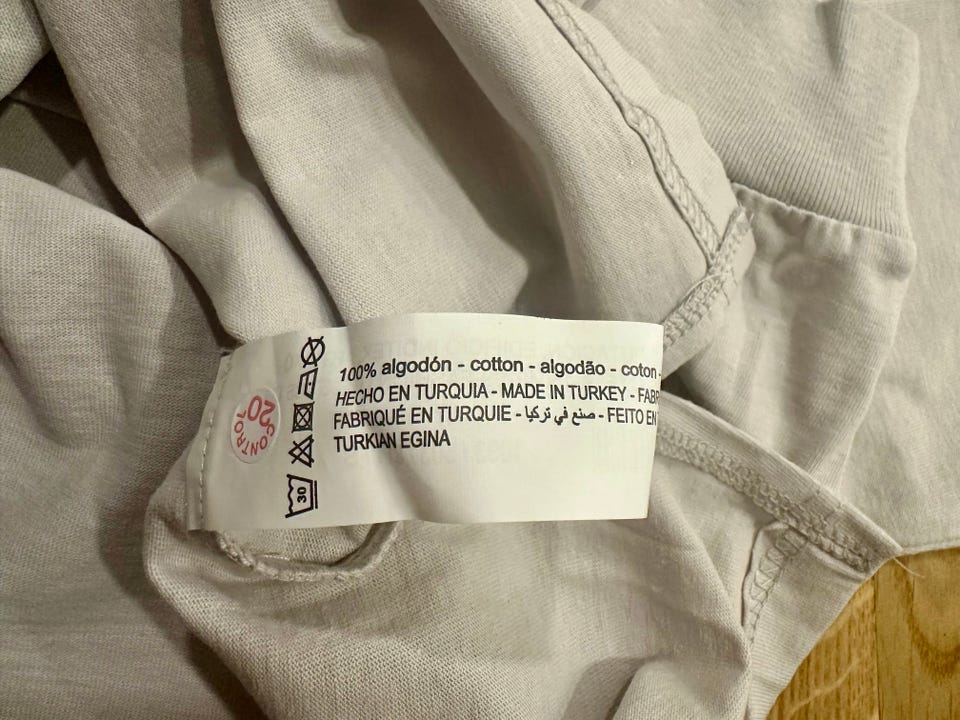 100% algodón - cotton - algodão - coton -
HECHO EN TURQUIA - MADE IN TURKEY - FABR
FABRIQUÉ EN TURQUIE - صنع في تركيا - FEITO EN
TURKIAN EGINA
CONTROL
20
30